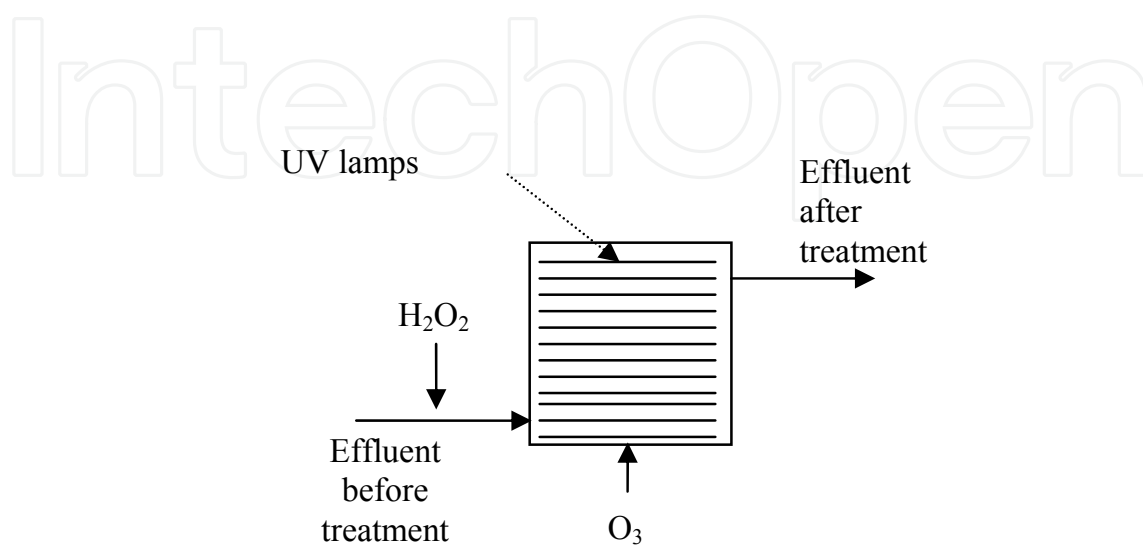 IntechOpen
UV lamps
Effluent
after
treatment
H₂O₂
Effluent
before
treatment
O₃